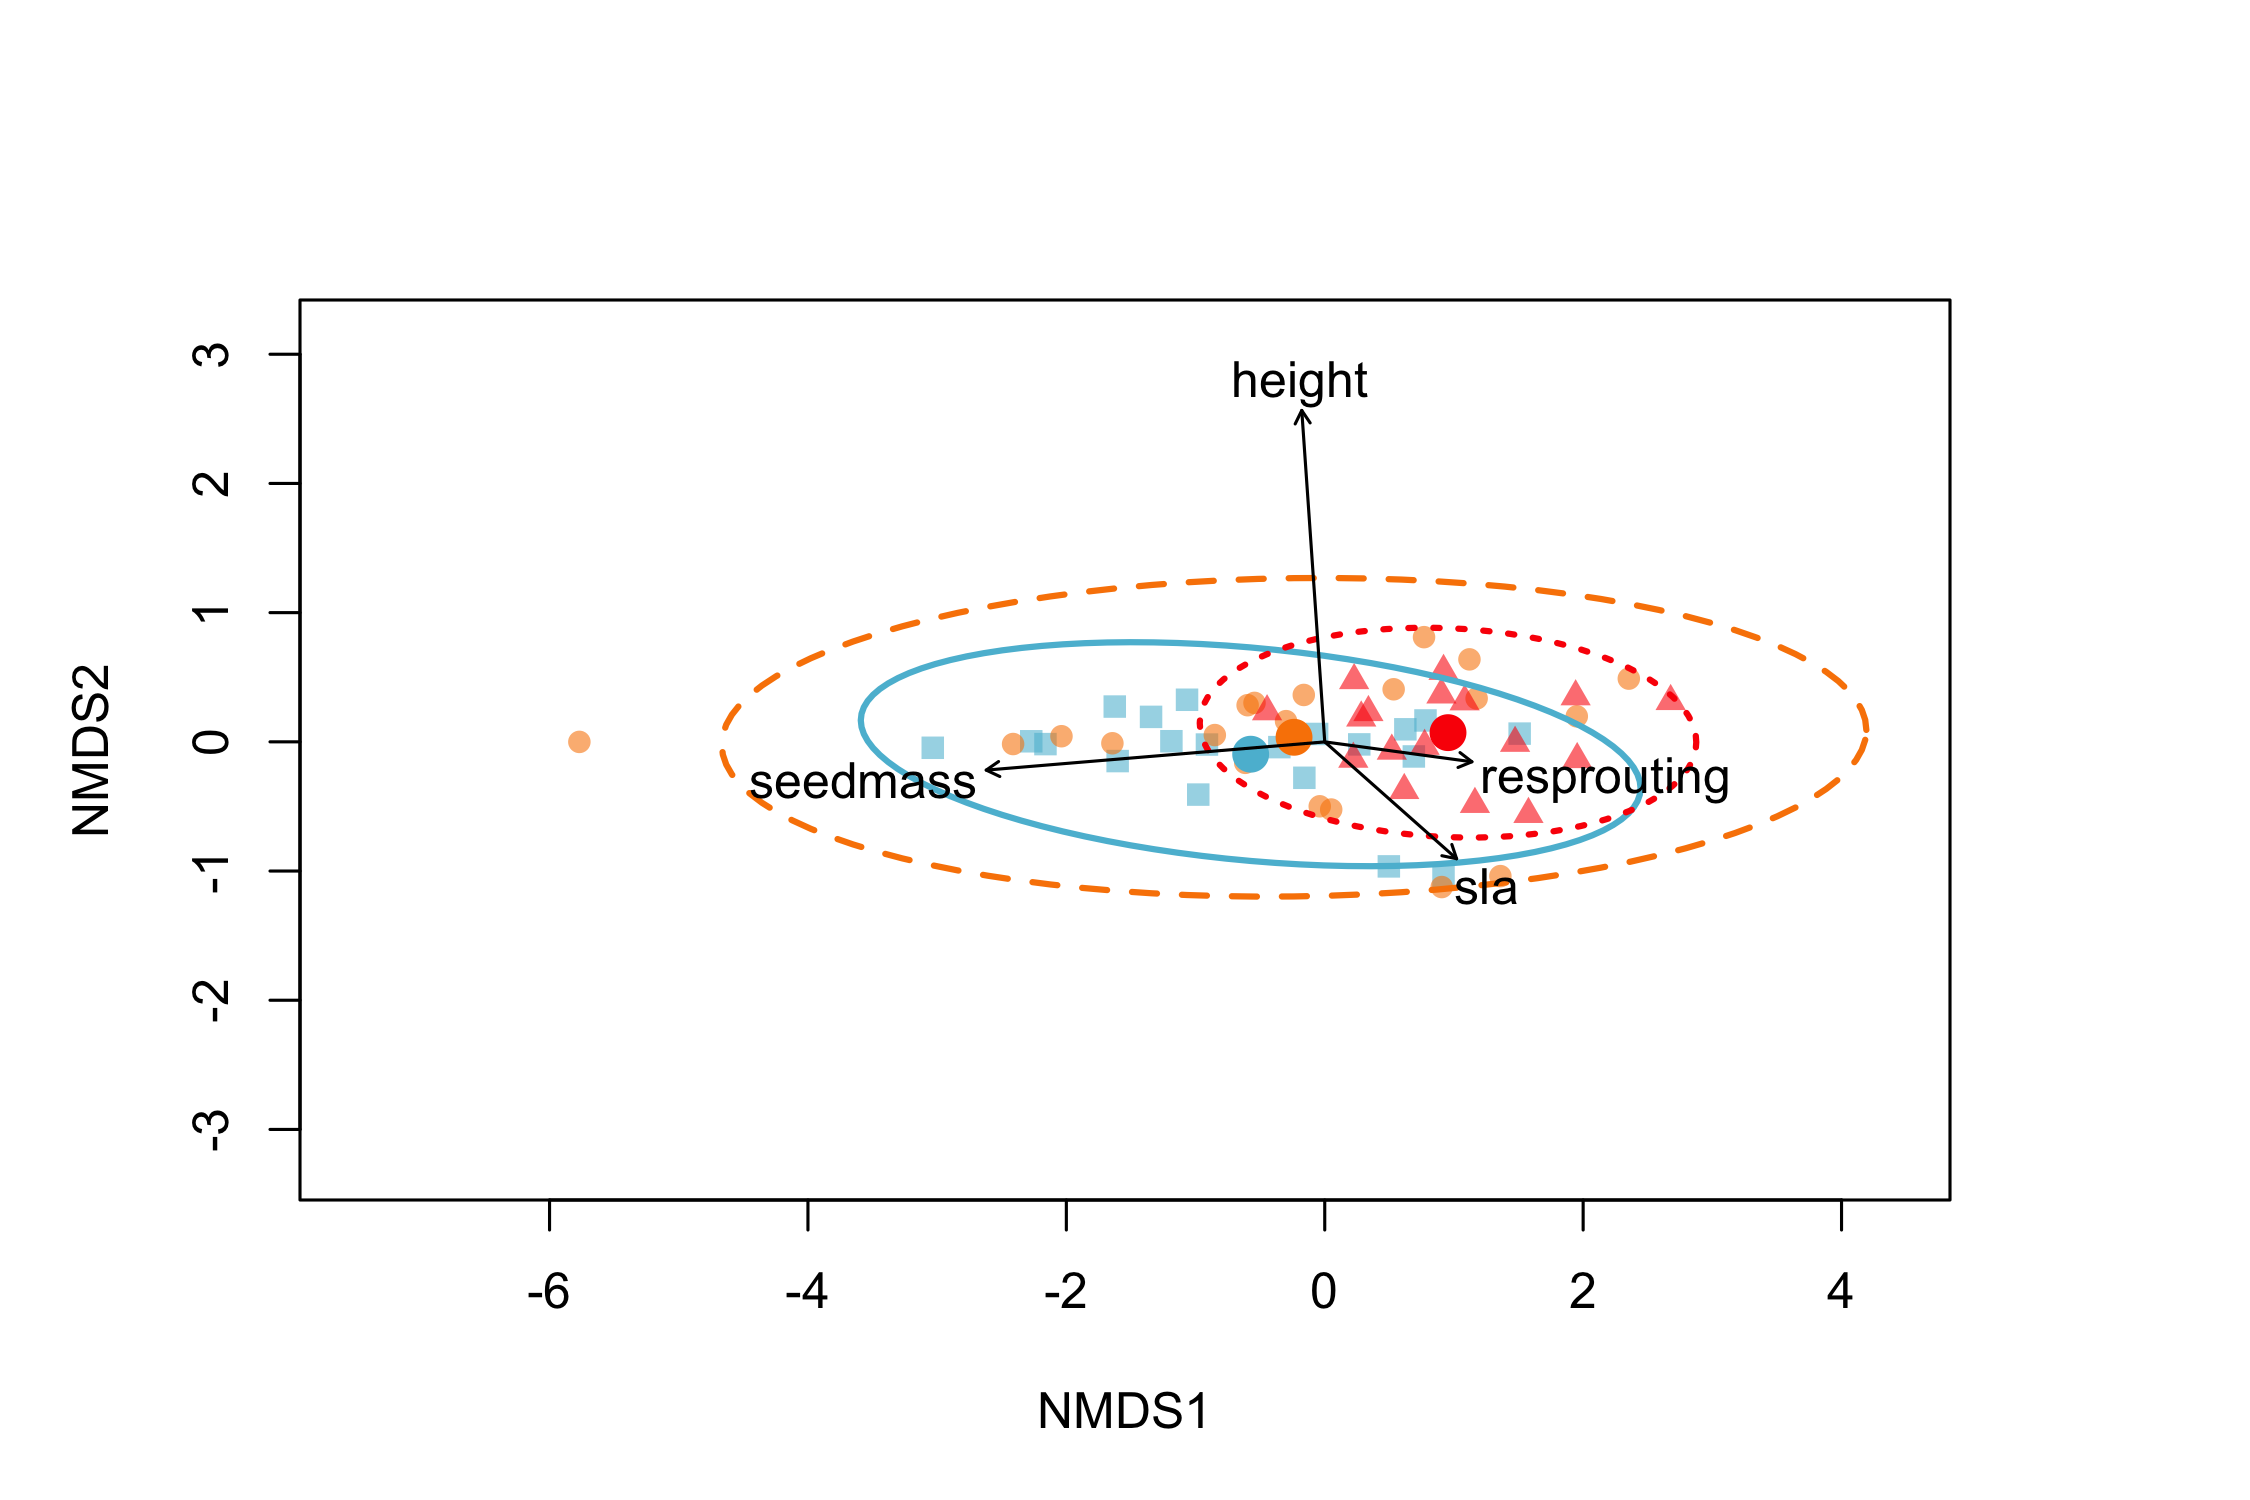 3
2
1
0
-1
-2
-3
NMDS2
height
seedmass
resprouting
sla
-6 -4 -2 0 2 4
NMDS1